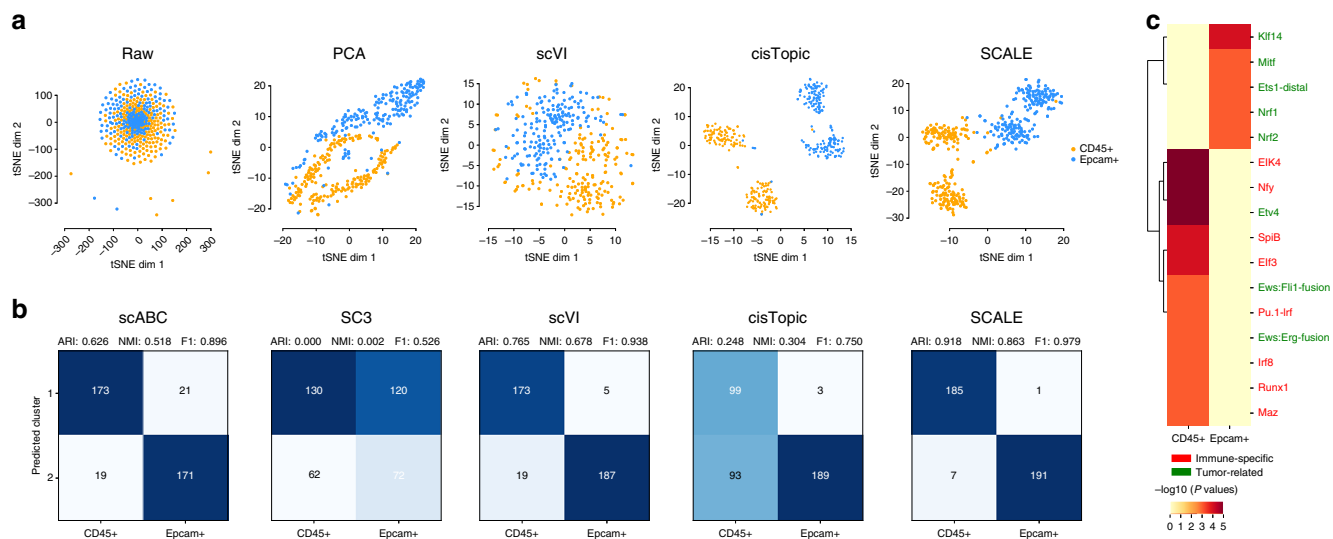 a
Raw
PCA
scVI
cisTopic
SCALE
tSNE dim 2
100
0
−100
−200
−300
−300
−200
−100
0
100
200
300
tSNE dim 1
20
10
0
−10
−20
−20
−10
0
10
20
tSNE dim 1
tSNE dim 2
15
10
5
0
−5
−10
−15
−10
−5
0
5
10
tSNE dim 1
tSNE dim 2
20
10
0
−10
−20
−15
−10
−5
0
5
10
15
tSNE dim 1
tSNE dim 2
20
10
0
−10
−20
−30
−10
0
10
20
tSNE dim 1
CD45+
Epcam+
b
scABC
ARI: 0.626 NMI: 0.518 F1: 0.896
Predicted cluster
1
2
173 21
19 171
CD45+ Epcam+
SC3
ARI: 0.000 NMI: 0.002 F1: 0.526
130 120
62 72
CD45+ Epcam+
scVI
ARI: 0.765 NMI: 0.678 F1: 0.938
173 5
19 187
CD45+ Epcam+
cisTopic
ARI: 0.248 NMI: 0.304 F1: 0.750
99 3
93 189
CD45+ Epcam+
SCALE
ARI: 0.918 NMI: 0.863 F1: 0.979
185 1
7 191
CD45+ Epcam+
c
Klf14
Mitf
Ets1-distal
Nrf1
Nrf2
ElK4
Nfy
Etv4
SpiB
Elf3
Ews:Fli1-fusion
Pu.1-Irf
Ews:Erg-fusion
Irf8
Runx1
Maz
CD45+ Epcam+
Immune-specific
Tumor-related
−log10 (P values)
0 1 2 3 4 5